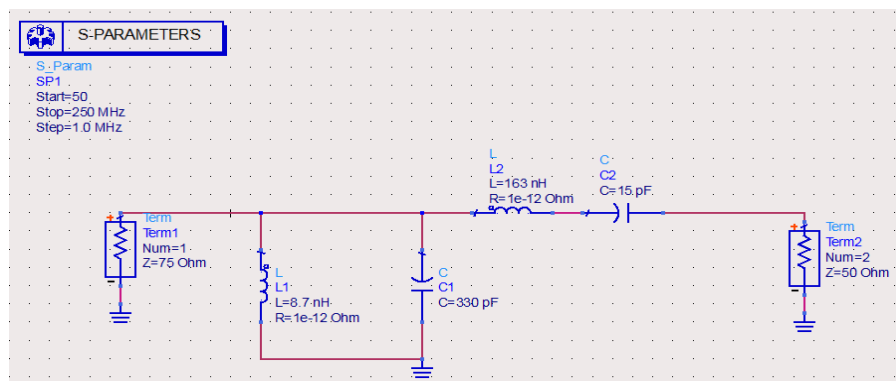 S-PARAMETERS
S_Param
SP1
Start=50
Stop=250 MHz
Step=1.0 MHz
Term
Term1
Num=1
Z=75 Ohm
L
L1
L=8.7 nH
R=1e-12 Ohm
C
C1
C=330 pF
L
L2
L=163 nH
R=1e-12 Ohm
C
C2
C=15 pF
Term
Term2
Num=2
Z=50 Ohm